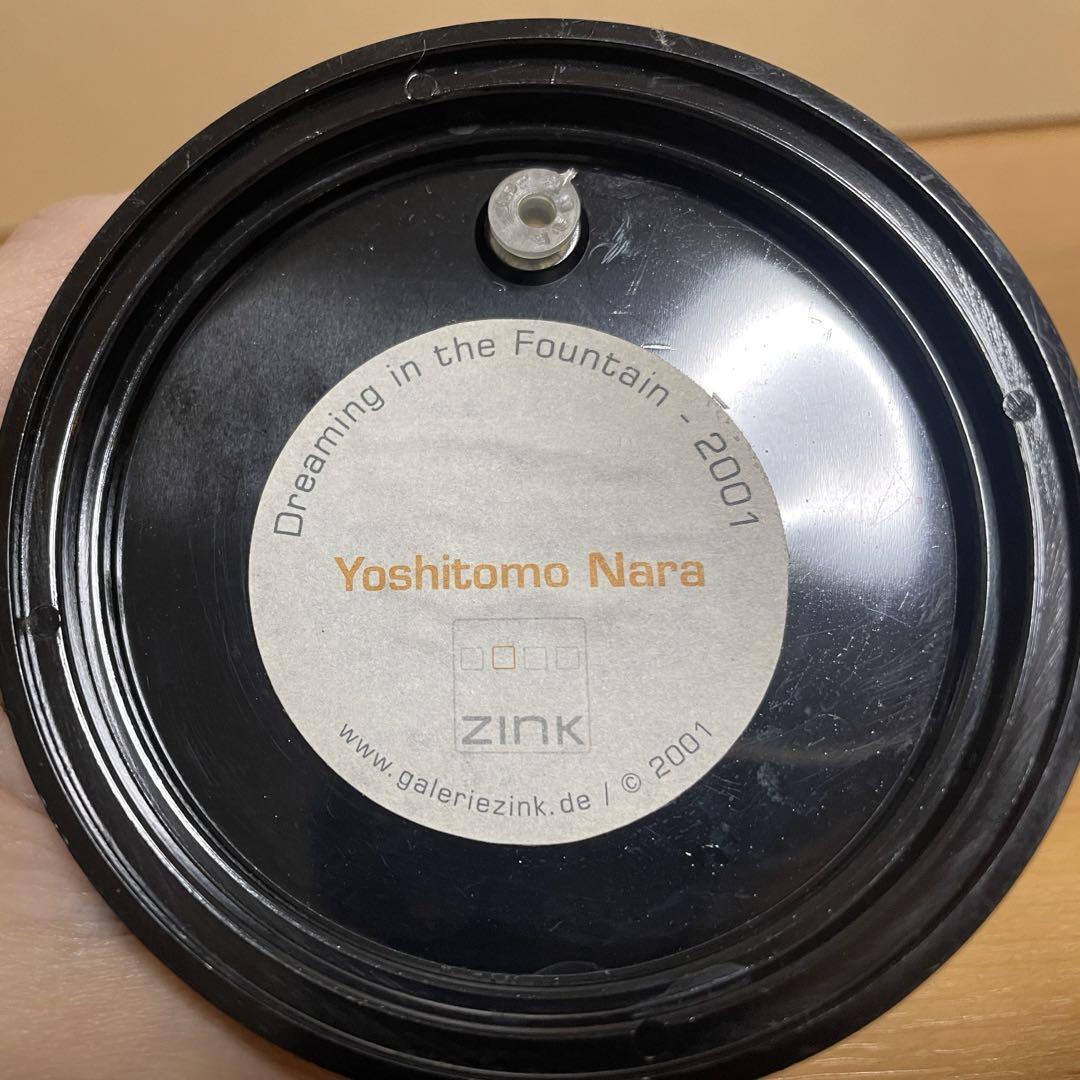 Dreaming in the Fountain - 2001
Yoshitomo Nara
ZINK
www.galeriezink.de / © 2001